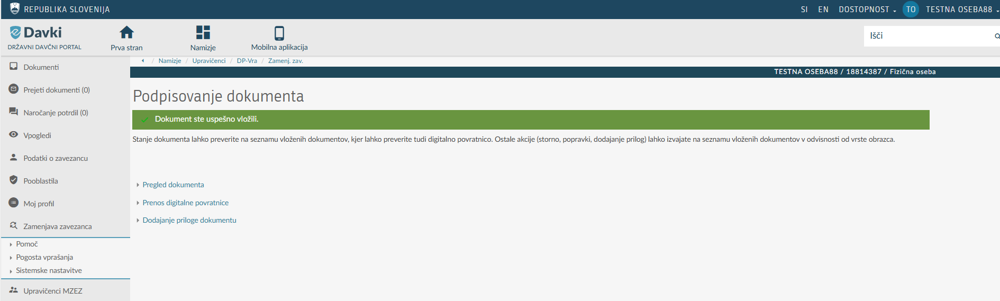 REPUBLIKA SLOVENIJA
SI EN DOSTOPNOST TO TESTNA OSEBA88
e Davki
DRŽAVNI DAVČNI PORTAL
Prva stran
Namizje
Mobilna aplikacija
Išči
/ Namizje / Upravičenci / DP-Vra / Zamenj. zav.
TESTNA OSEBA88 / 18814387 / Fizična oseba
Dokumenti
Prejeti dokumenti (0)
Naročanje potrdil (0)
Vpogledi
Podatki o zavezancu
Pooblastila
Moj profil
Zamenjava zavezanca
Pomoč
Pogosta vprašanja
Sistemske nastavitve
Upravičenci MZEZ
Podpisovanje dokumenta
Dokument ste uspešno vložili.
Stanje dokumenta lahko preverite na seznamu vloženih dokumentov, kjer lahko preverite tudi digitalno povratnico. Ostale akcije (storno, popravki, dodajanje prilog) lahko izvajate na seznamu vloženih dokumentov v odvisnosti od vrste obrazca.
Pregled dokumenta
Prenos digitalne povratnice
Dodajanje priloge dokumentu